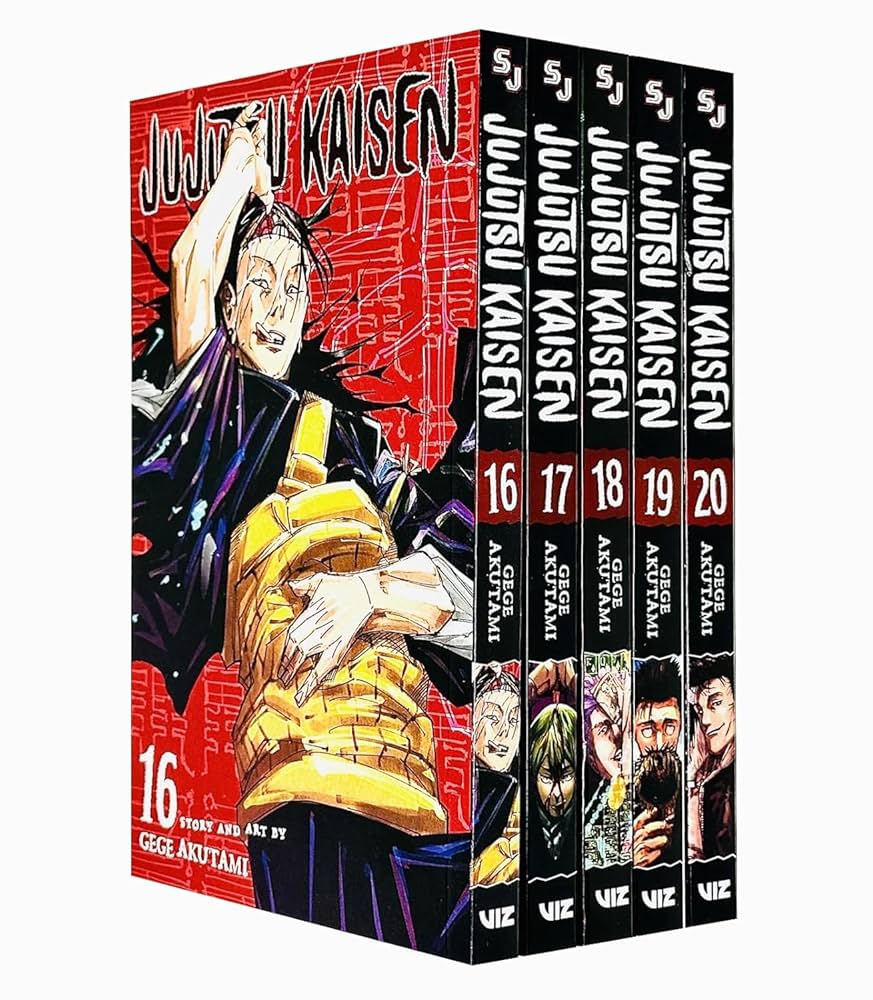 JUJUTSU KAISEN
16
STORY AND ART BY
GEGE AKUTAMI
SJ
JUJUTSU KAISEN
16
GEGE
AKUTAMI
VIZ
SJ
JUJUTSU KAISEN
17
GEGE
AKUTAMI
VIZ
SJ
JUJUTSU KAISEN
18
GEGE
AKUTAMI
VIZ
SJ
JUJUTSU KAISEN
19
GEGE
AKUTAMI
VIZ
SJ
JUJUTSU KAISEN
20
GEGE
AKUTAMI
VIZ